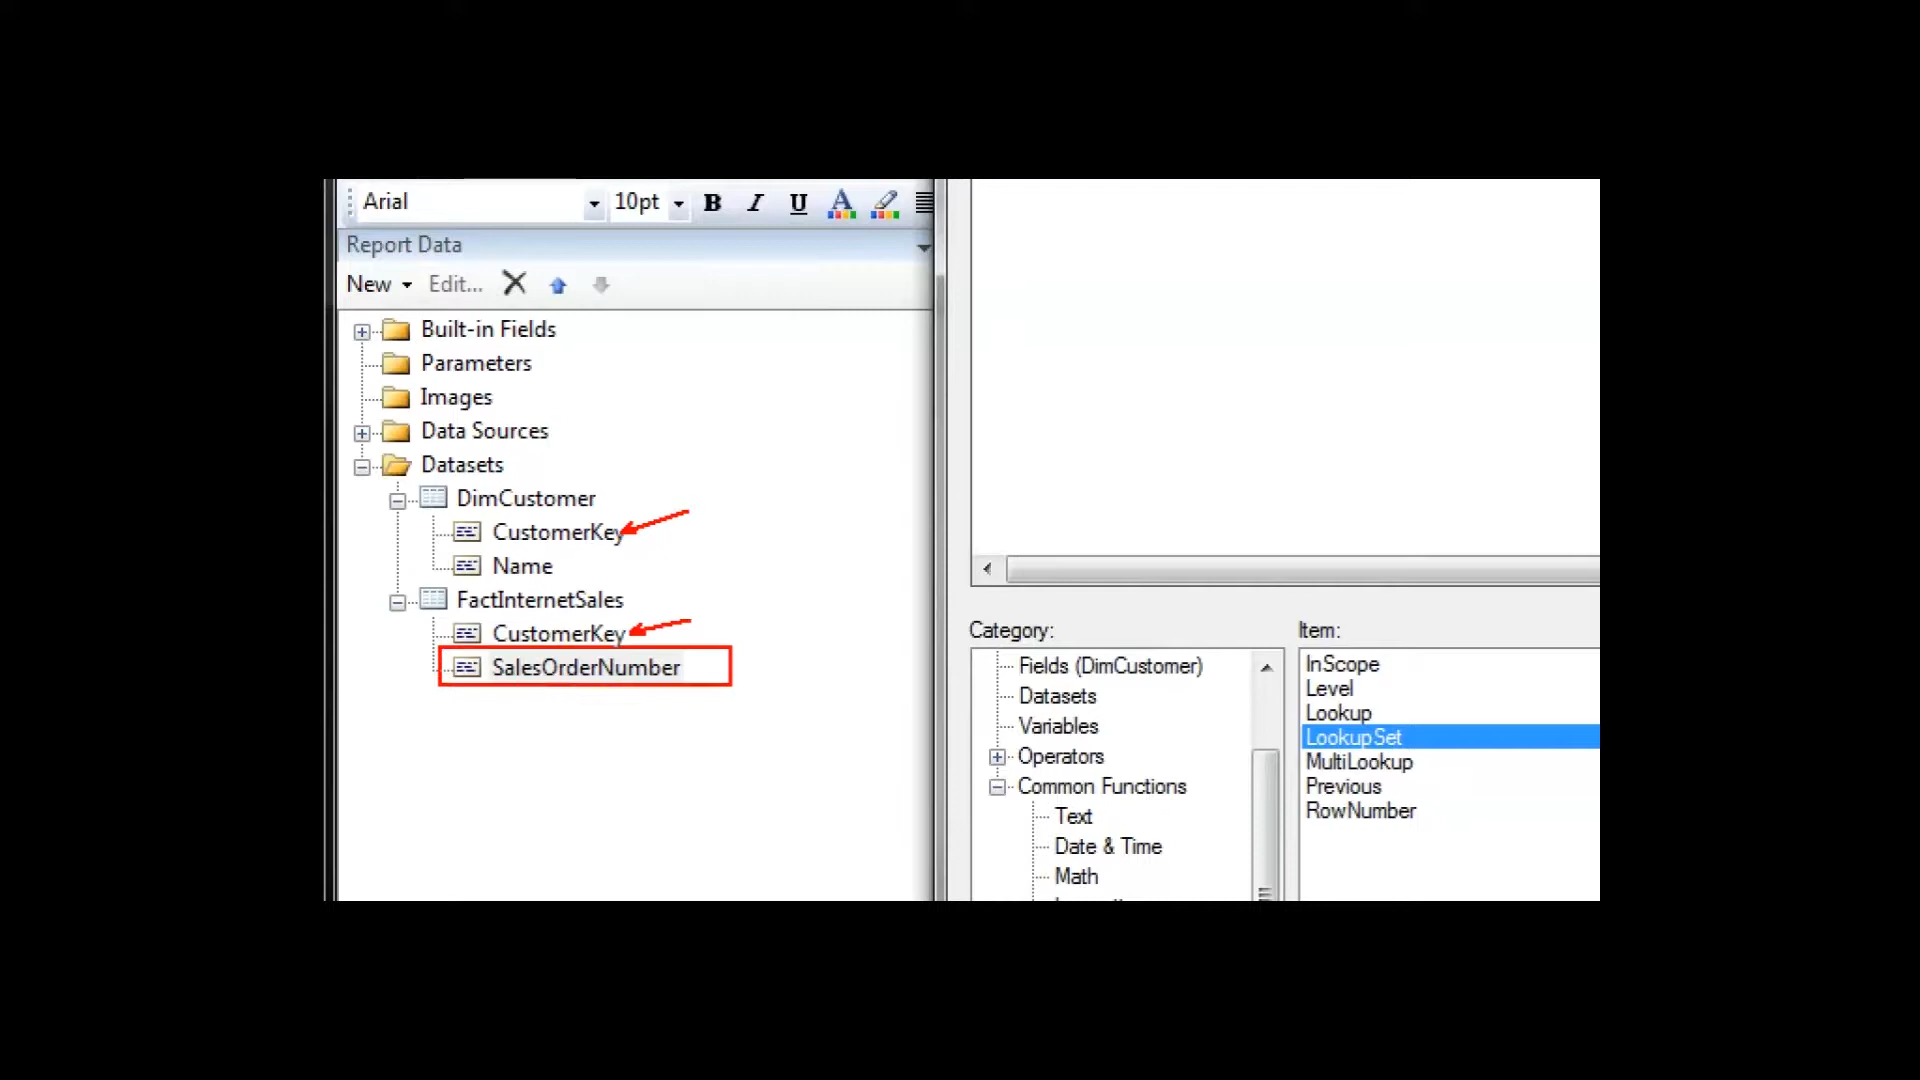 Arial 10pt B I U A
Report Data
New Edit...
Built-in Fields
Parameters
Images
Data Sources
Datasets
DimCustomer
CustomerKey
Name
FactInternetSales
CustomerKey
SalesOrderNumber
Category:
Fields (DimCustomer)
Datasets
Variables
Operators
Common Functions
Text
Date & Time
Math
Item:
InScope
Level
Lookup
LookupSet
MultiLookup
Previous
RowNumber